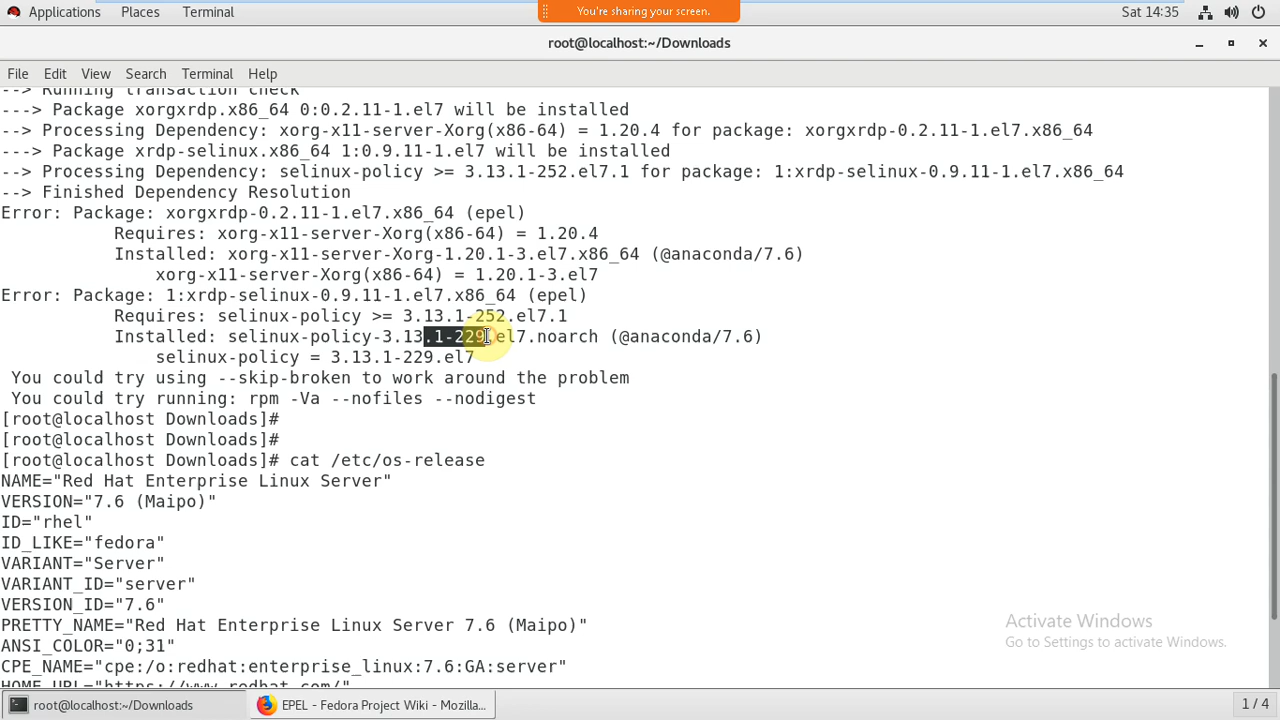 Applications Places Terminal You're sharing your screen. Sat 14:35
root@localhost:~/Downloads
File Edit View Search Terminal Help
--> Running transaction check
---> Package xorgxrdp.x86_64 0:0.2.11-1.el7 will be installed
--> Processing Dependency: xorg-x11-server-Xorg(x86-64) = 1.20.4 for package: xorgxrdp-0.2.11-1.el7.x86_64
---> Package xrdp-selinux.x86_64 1:0.9.11-1.el7 will be installed
--> Processing Dependency: selinux-policy >= 3.13.1-252.el7.1 for package: 1:xrdp-selinux-0.9.11-1.el7.x86_64
--> Finished Dependency Resolution
Error: Package: xorgxrdp-0.2.11-1.el7.x86_64 (epel)
Requires: xorg-x11-server-Xorg(x86-64) = 1.20.4
Installed: xorg-x11-server-Xorg-1.20.1-3.el7.x86_64 (@anaconda/7.6)
xorg-x11-server-Xorg(x86-64) = 1.20.1-3.el7
Error: Package: 1:xrdp-selinux-0.9.11-1.el7.x86_64 (epel)
Requires: selinux-policy >= 3.13.1-252.el7.1
Installed: selinux-policy-3.13.1-229.el7.noarch (@anaconda/7.6)
selinux-policy = 3.13.1-229.el7
You could try using --skip-broken to work around the problem
You could try running: rpm -Va --nofiles --nodigest
[root@localhost Downloads]#
[root@localhost Downloads]#
[root@localhost Downloads]# cat /etc/os-release
NAME="Red Hat Enterprise Linux Server"
VERSION="7.6 (Maipo)"
ID="rhel"
ID_LIKE="fedora"
VARIANT="Server"
VARIANT_ID="server"
VERSION_ID="7.6"
PRETTY_NAME="Red Hat Enterprise Linux Server 7.6 (Maipo)"
ANSI_COLOR="0;31"
CPE_NAME="cpe:/o:redhat:enterprise_linux:7.6:GA:server"
HOME_URL="https://www.redhat.com/"
Activate Windows
Go to Settings to activate Windows.
root@localhost:~/Downloads EPEL - Fedora Project Wiki - Mozilla... 1 / 4